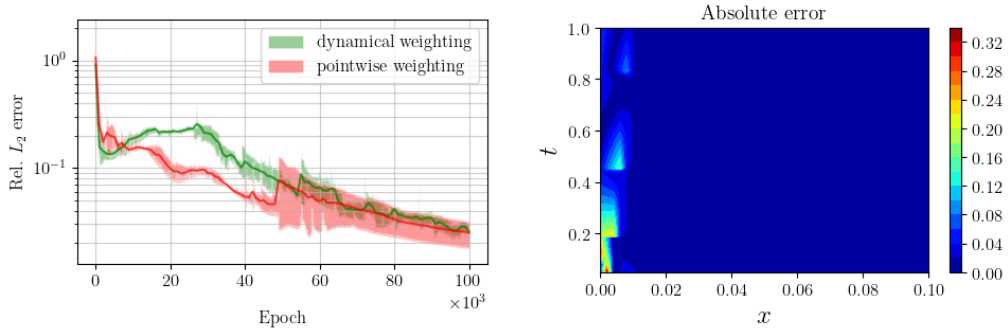 dynamical weighting
pointwise weighting
Rel. $L_2$ error
10^0
10^{-1}
0 20 40 60 80 100
×10^3
Epoch
Absolute error
t
1.0
0.8
0.6
0.4
0.2
0.00 0.02 0.04 0.06 0.08 0.10
x
0.32
0.28
0.24
0.20
0.16
0.12
0.08
0.04
0.00